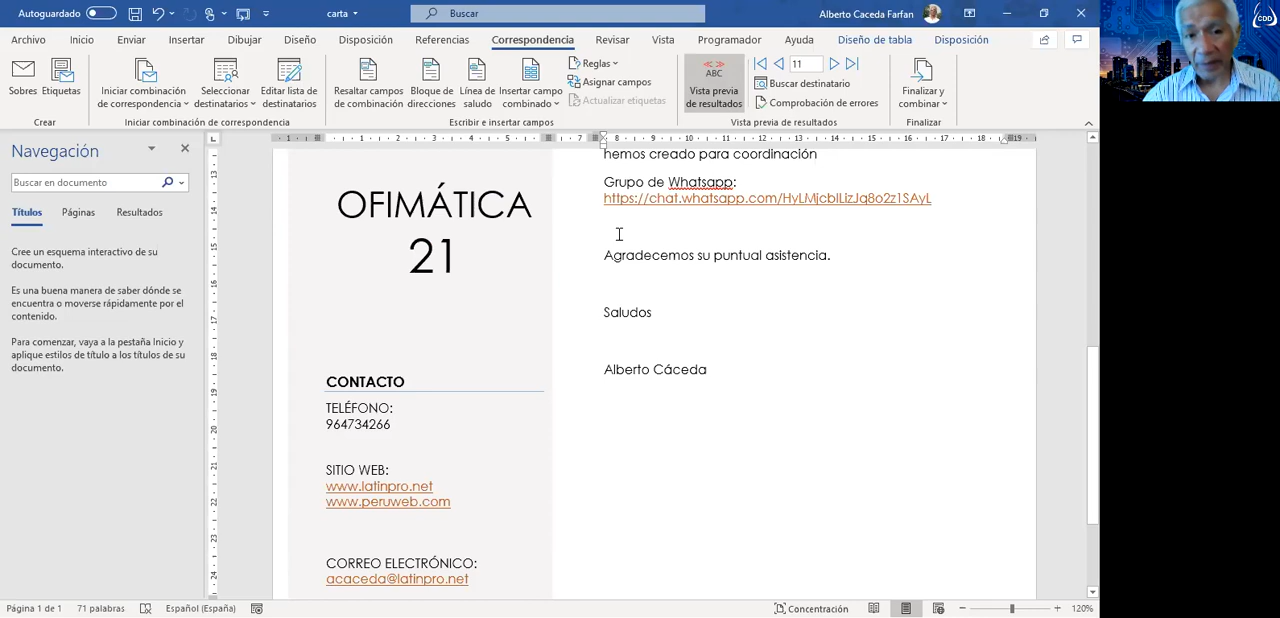 Autoguardado
carta
Buscar
Alberto Caceda Farfan
CDD
Archivo Inicio Enviar Insertar Dibujar Diseño Disposición Referencias Correspondencia Revisar Vista Programador Ayuda Diseño de tabla Disposición
Sobres
Etiquetas
Crear
Iniciar combinación de correspondencia
Seleccionar destinatarios
Editar lista de destinatarios
Iniciar combinación de correspondencia
Resaltar campos de combinación
Bloque de direcciones
Línea de saludo
Insertar campo combinado
Reglas
Asignar campos
Actualizar etiquetas
Escribir e insertar campos
ABC
Vista previa de resultados
11
Buscar destinatario
Comprobación de errores
Vista previa de resultados
Finalizar y combinar
Finalizar
Navegación
Buscar en documento
Títulos Páginas Resultados
Cree un esquema interactivo de su
documento.
Es una buena manera de saber dónde se
encuentra o moverse rápidamente por el
contenido.
Para comenzar, vaya a la pestaña Inicio y
aplique estilos de título a los títulos de su
documento.
OFIMÁTICA
21
CONTACTO
TELÉFONO:
964734266
SITIO WEB:
www.latinpro.net
www.peruweb.com
CORREO ELECTRÓNICO:
acaceda@latinpro.net
hemos creado para coordinación
Grupo de Whatsapp:
https://chat.whatsapp.com/HyLMjcbILizJq8o2z1SAyL
Agradecemos su puntual asistencia.
Saludos
Alberto Cáceda
Página 1 de 1 71 palabras Español (España) Concentración 120%